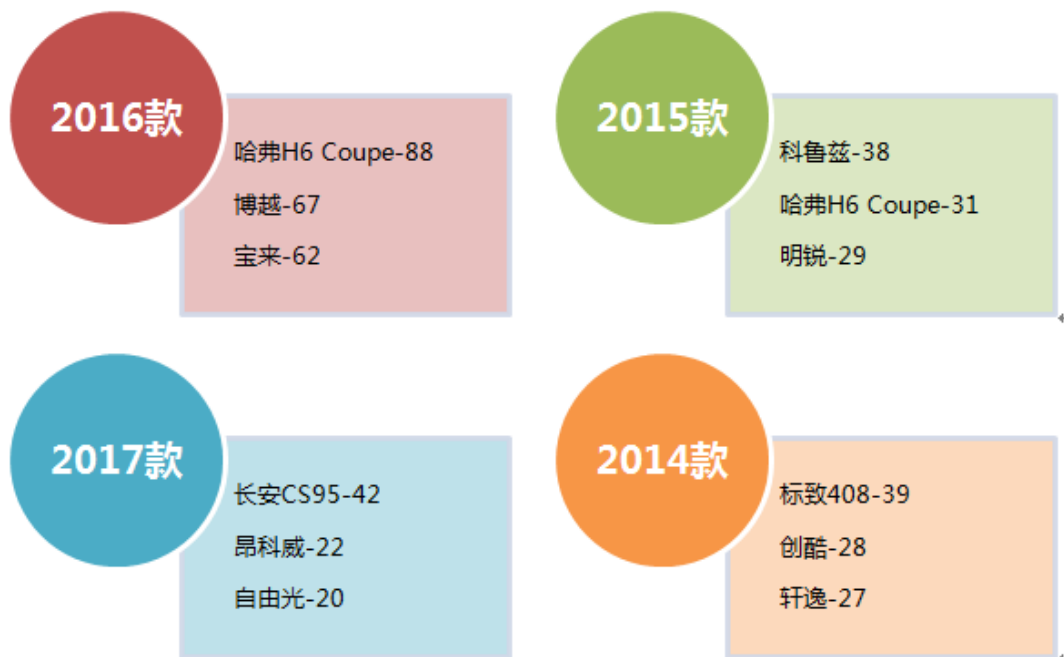 2016款
哈弗H6 Coupe-88
博越-67
宝来-62
2015款
科鲁兹-38
哈弗H6 Coupe-31
明锐-29
2017款
长安CS95-42
昂科威-22
自由光-20
2014款
标致408-39
创酷-28
轩逸-27